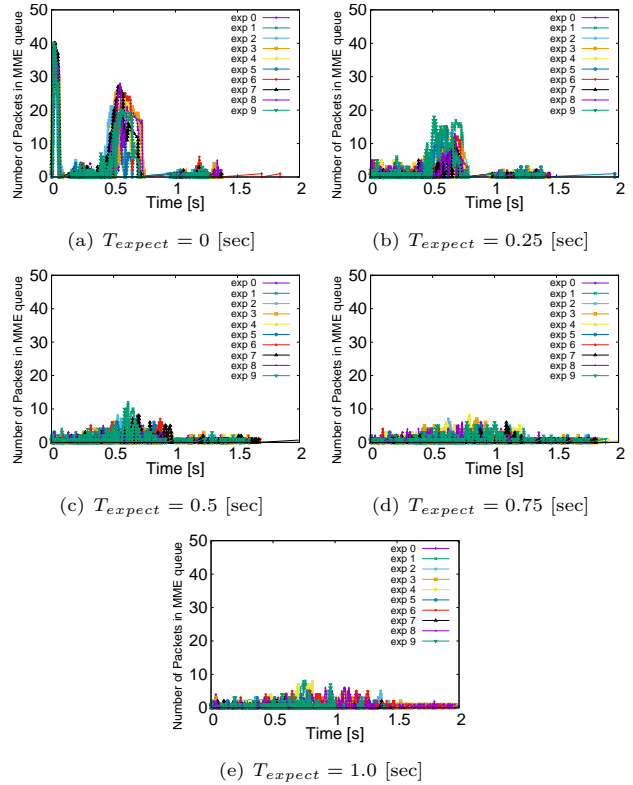 Number of Packets in MME queue
50
40
30
20
10
0
exp 0
exp 1
exp 2
exp 3
exp 4
exp 5
exp 6
exp 7
exp 8
exp 9
0 0.5 1 1.5 2
Time [s]
(a) T_expect = 0 [sec]
Number of Packets in MME queue
50
40
30
20
10
0
exp 0
exp 1
exp 2
exp 3
exp 4
exp 5
exp 6
exp 7
exp 8
exp 9
0 0.5 1 1.5 2
Time [s]
(b) T_expect = 0.25 [sec]
Number of Packets in MME queue
50
40
30
20
10
0
exp 0
exp 1
exp 2
exp 3
exp 4
exp 5
exp 6
exp 7
exp 8
exp 9
0 0.5 1 1.5 2
Time [s]
(c) T_expect = 0.5 [sec]
Number of Packets in MME queue
50
40
30
20
10
0
exp 0
exp 1
exp 2
exp 3
exp 4
exp 5
exp 6
exp 7
exp 8
exp 9
0 0.5 1 1.5 2
Time [s]
(d) T_expect = 0.75 [sec]
Number of Packets in MME queue
50
40
30
20
10
0
exp 0
exp 1
exp 2
exp 3
exp 4
exp 5
exp 6
exp 7
exp 8
exp 9
0 0.5 1 1.5 2
Time [s]
(e) T_expect = 1.0 [sec]